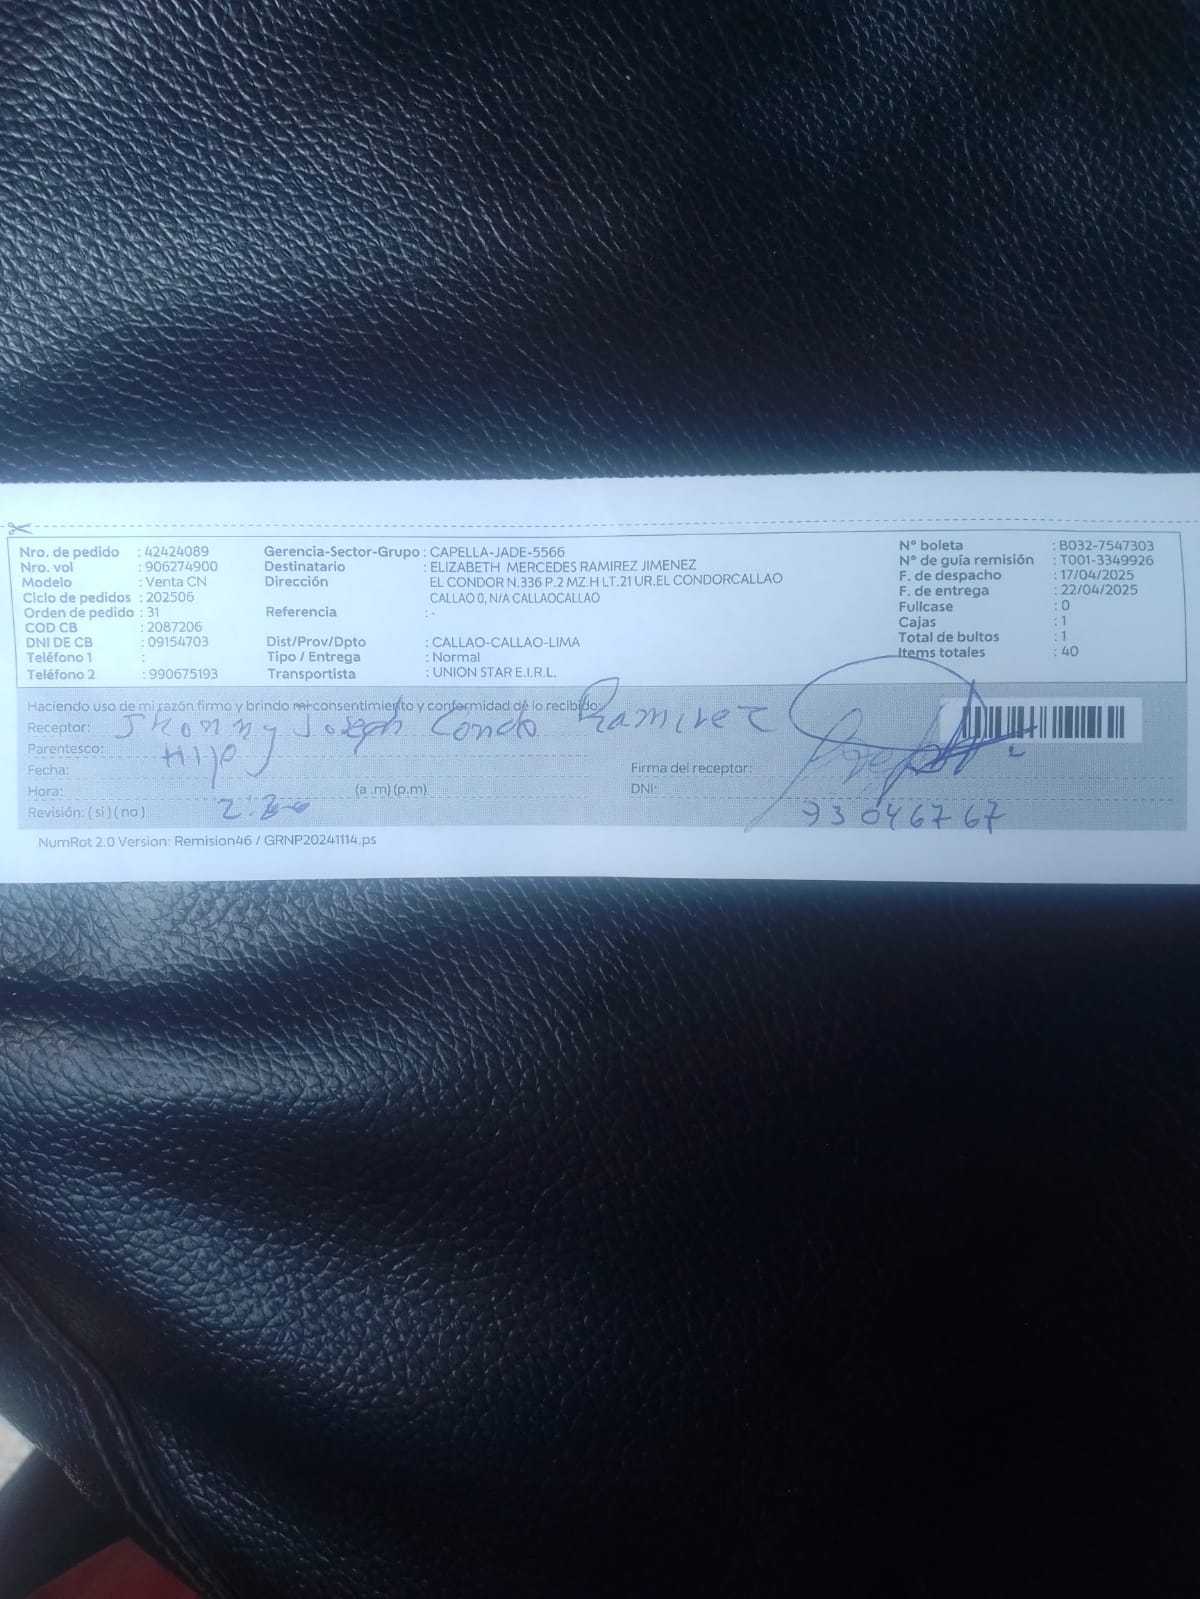 Nro. de pedido : 42424089 Gerencia-Sector-Grupo : CAPELLA-JADE-5566 N° boleta : B032-7547303
Nro. vol : 906274900 Destinatario : ELIZABETH MERCEDES RAMIREZ JIMENEZ N° de guía remisión : T001-3349926
Modelo : Venta CN Dirección EL CONDOR N.336 P.2 MZ.H LT.21 UR.EL CONDORCALLAO F. de despacho : 17/04/2025
Ciclo de pedidos : 202506 CALLAO 0, N/A CALLAOCALLAO F. de entrega : 22/04/2025
Orden de pedido : 31 Referencia : - Fullcase : 0
COD CB : 2087206 Cajas : 1
DNI DE CB : 09154703 Dist/Prov/Dpto : CALLAO-CALLAO-LIMA Total de bultos : 1
Teléfono 1 : Tipo / Entrega : Normal Items totales : 40
Teléfono 2 : 990675193 Transportista : UNION STAR E.I.R.L.
Haciendo uso de mi razón firmo y brindo mi consentimiento y conformidad de lo recibido:
Receptor: Jhonny Joseph Condo Ramirez
Parentesco: HIJO
Fecha: Firma del receptor:
Hora: (a .m) (p.m) DNI:
Revisión: ( si ) ( no ) 73046767
NumRot 2.0 Version: Remision46 / GRNP20241114.ps